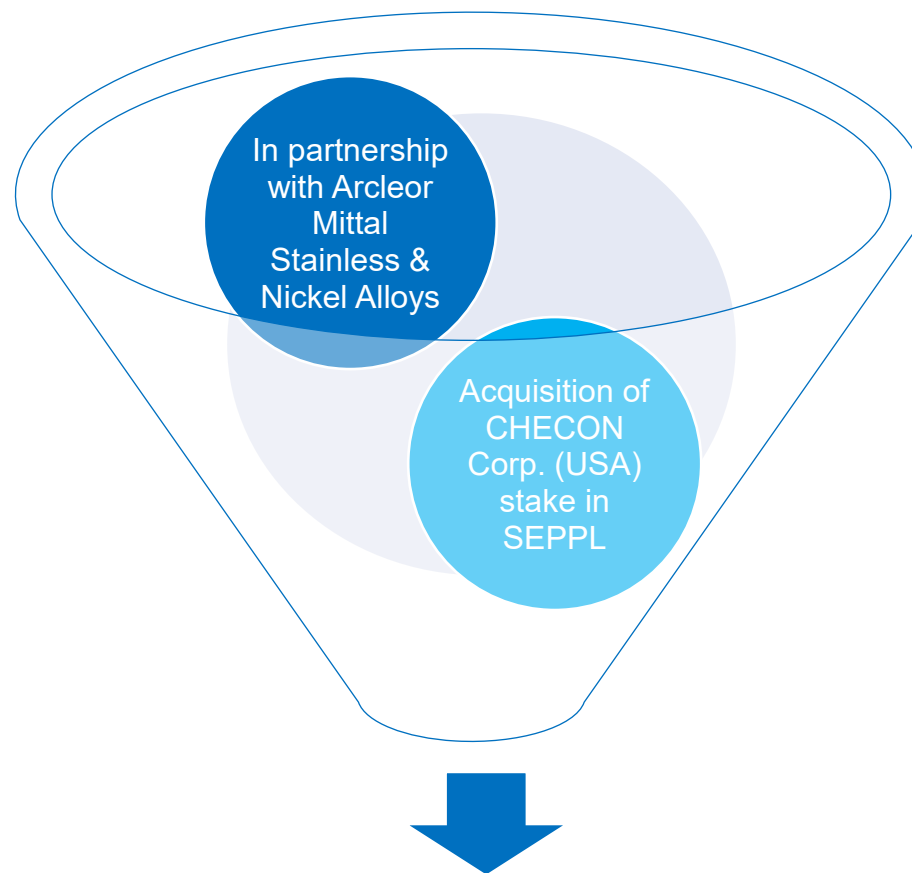 In partnership
with Arcleor
Mittal
Stainless &
Nickel Alloys
Acquisition of
CHECON
Corp. (USA)
stake in
SEPPL